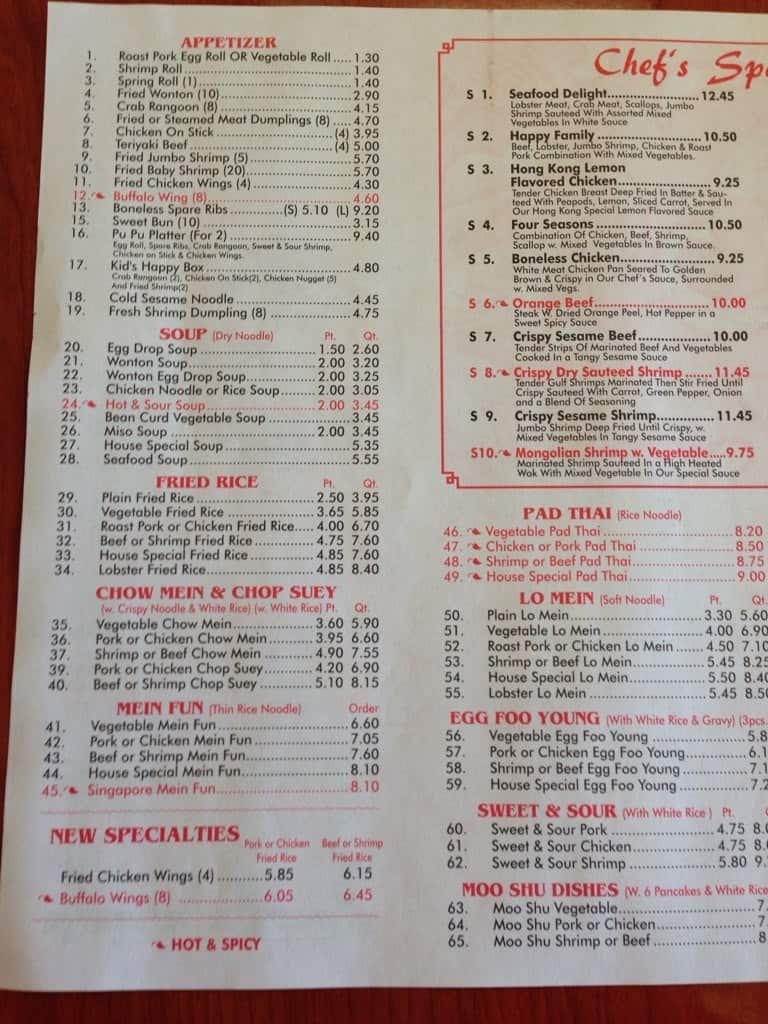 APPETIZER
1. Roast Pork Egg Roll OR Vegetable Roll ..... 1.30
2. Shrimp Roll ..... 1.40
3. Spring Roll (1) ..... 1.40
4. Fried Wonton (10) ..... 2.90
5. Crab Rangoon (8) ..... 4.15
6. Fried or Steamed Meat Dumplings (8) ..... 4.70
7. Chicken On Stick ..... (4) 3.95
8. Teriyaki Beef ..... (4) 5.00
9. Fried Jumbo Shrimp (5) ..... 5.70
10. Fried Baby Shrimp (20) ..... 5.70
11. Fried Chicken Wings (4) ..... 4.30
12. Buffalo Wing (8) ..... 4.60
13. Boneless Spare Ribs ..... (S) 5.10 (L) 9.20
15. Sweet Bun (10) ..... 3.15
16. Pu Pu Platter (For 2) ..... 9.40
Egg Roll, Spare Ribs, Crab Rangoon, Sweet & Sour Shrimp,
Chicken on Stick & Chicken Wings.
17. Kid's Happy Box ..... 4.80
Crab Rangoon (2), Chicken On Stick(2), Chicken Nugget (5)
And Fried Shrimp(2)
18. Cold Sesame Noodle ..... 4.45
19. Fresh Shrimp Dumpling (8) ..... 4.75
SOUP (Dry Noodle) Pt. Qt.
20. Egg Drop Soup ..... 1.50 2.60
21. Wonton Soup ..... 2.00 3.20
22. Wonton Egg Drop Soup ..... 2.00 3.25
23. Chicken Noodle or Rice Soup ..... 2.00 3.05
24. Hot & Sour Soup ..... 2.00 3.45
25. Bean Curd Vegetable Soup ..... 3.45
26. Miso Soup ..... 2.00 3.45
27. House Special Soup ..... 5.35
28. Seafood Soup ..... 5.55
FRIED RICE Pt. Qt.
29. Plain Fried Rice ..... 2.50 3.95
30. Vegetable Fried Rice ..... 3.65 5.85
31. Roast Pork or Chicken Fried Rice ..... 4.00 6.70
32. Beef or Shrimp Fried Rice ..... 4.75 7.60
33. House Special Fried Rice ..... 4.85 7.60
34. Lobster Fried Rice ..... 4.85 8.40
CHOW MEIN & CHOP SUEY
(w. Crispy Noodle & White Rice) (w. White Rice) Pt. Qt.
35. Vegetable Chow Mein ..... 3.60 5.90
36. Pork or Chicken Chow Mein ..... 3.95 6.60
37. Shrimp or Beef Chow Mein ..... 4.90 7.55
39. Pork or Chicken Chop Suey ..... 4.20 6.90
40. Beef or Shrimp Chop Suey ..... 5.10 8.15
MEIN FUN (Thin Rice Noodle) Order
41. Vegetable Mein Fun ..... 6.60
42. Pork or Chicken Mein Fun ..... 7.05
43. Beef or Shrimp Mein Fun ..... 7.60
44. House Special Mein Fun ..... 8.10
45. Singapore Mein Fun ..... 8.10
NEW SPECIALTIES Pork or Chicken Fried Rice Beef or Shrimp Fried Rice
Fried Chicken Wings (4) ..... 5.85 6.15
Buffalo Wings (8) ..... 6.05 6.45
HOT & SPICY
Chef's Sp
S 1. Seafood Delight ..... 12.45
Lobster Meat, Crab Meat, Scallops, Jumbo
Shrimp Sauteed With Assorted Mixed
Vegetables In White Sauce
S 2. Happy Family ..... 10.50
Beef, Lobster, Jumbo Shrimp, Chicken & Roast
Pork Combination With Mixed Vegetables.
S 3. Hong Kong Lemon
Flavored Chicken ..... 9.25
Tender Chicken Breast Deep Fried In Batter & Sau-
teed With Peapods, Lemon, Sliced Carrot, Served In
Our Hong Kong Special Lemon Flavored Sauce
S 4. Four Seasons ..... 10.50
Combination Of Chicken, Beef, Shrimp,
Scallop w. Mixed Vegetables In Brown Sauce.
S 5. Boneless Chicken ..... 9.25
White Meat Chicken Pan Seared To Golden
Brown & Crispy in Our Chef's Sauce, Surrounded
w. Mixed Vegs.
S 6. Orange Beef ..... 10.00
Steak W. Dried Orange Peel, Hot Pepper in a
Sweet Spicy Sauce
S 7. Crispy Sesame Beef ..... 10.00
Tender Strips Of Marinated Beef And Vegetables
Cooked In a Tangy Sesame Sauce
S 8. Crispy Dry Sauteed Shrimp ..... 11.45
Tender Gulf Shrimps Marinated Then Stir Fried Until
Crispy Sauteed With Carrot, Green Pepper, Onion
and a Blend Of Seasoning
S 9. Crispy Sesame Shrimp ..... 11.45
Jumbo Shrimp Deep Fried Until Crispy, w.
Mixed Vegetables In Tangy Sesame Sauce
S10. Mongolian Shrimp w. Vegetable ..... 9.75
Marinated Shrimp Sauteed In a High Heated
Wok With Mixed Vegetable In Our Special Sauce
PAD THAI (Rice Noodle)
46. Vegetable Pad Thai ..... 8.20
47. Chicken or Pork Pad Thai ..... 8.50
48. Shrimp or Beef Pad Thai ..... 8.75
49. House Special Pad Thai ..... 9.00
LO MEIN (Soft Noodle) Pt. Qt.
50. Plain Lo Mein ..... 3.30 5.60
51. Vegetable Lo Mein ..... 4.00 6.90
52. Roast Pork or Chicken Lo Mein ..... 4.50 7.10
53. Shrimp or Beef Lo Mein ..... 5.45 8.25
54. House Special Lo Mein ..... 5.50 8.40
55. Lobster Lo Mein ..... 5.45 8.50
EGG FOO YOUNG (With White Rice & Gravy) (3pcs.
56. Vegetable Egg Foo Young ..... 5.8
57. Pork or Chicken Egg Foo Young ..... 6.1
58. Shrimp or Beef Egg Foo Young ..... 7.1
59. House Special Egg Foo Young ..... 7.2
SWEET & SOUR (With White Rice ) Pt.
60. Sweet & Sour Pork ..... 4.75 8.0
61. Sweet & Sour Chicken ..... 4.75 8.
62. Sweet & Sour Shrimp ..... 5.80 9.
MOO SHU DISHES (W. 6 Pancakes & White Rice
63. Moo Shu Vegetable ..... 7.
64. Moo Shu Pork or Chicken ..... 7.
65. Moo Shu Shrimp or Beef ..... 8